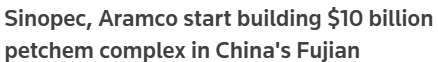 Sinopec, Aramco start building $10 billion
petchem complex in China's Fujian